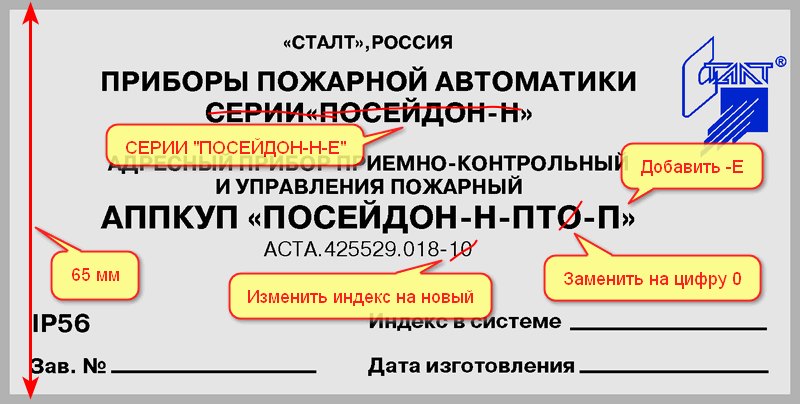 «СТАЛТ»,РОССИЯ
СТАЛТ®
ПРИБОРЫ ПОЖАРНОЙ АВТОМАТИКИ
СЕРИИ«ПОСЕЙДОН-Н»
СЕРИИ "ПОСЕЙДОН-Н-Е"
АДРЕСНЫЙ ПРИБОР ПРИЕМНО-КОНТРОЛЬНЫЙ
Добавить -Е
И УПРАВЛЕНИЯ ПОЖАРНЫЙ
АППКУП «ПОСЕЙДОН-Н-ПТО-П»
АСТА.425529.018-10
65 мм
Изменить индекс на новый
Заменить на цифру 0
IP56
Индекс в системе
Зав. №
Дата изготовления